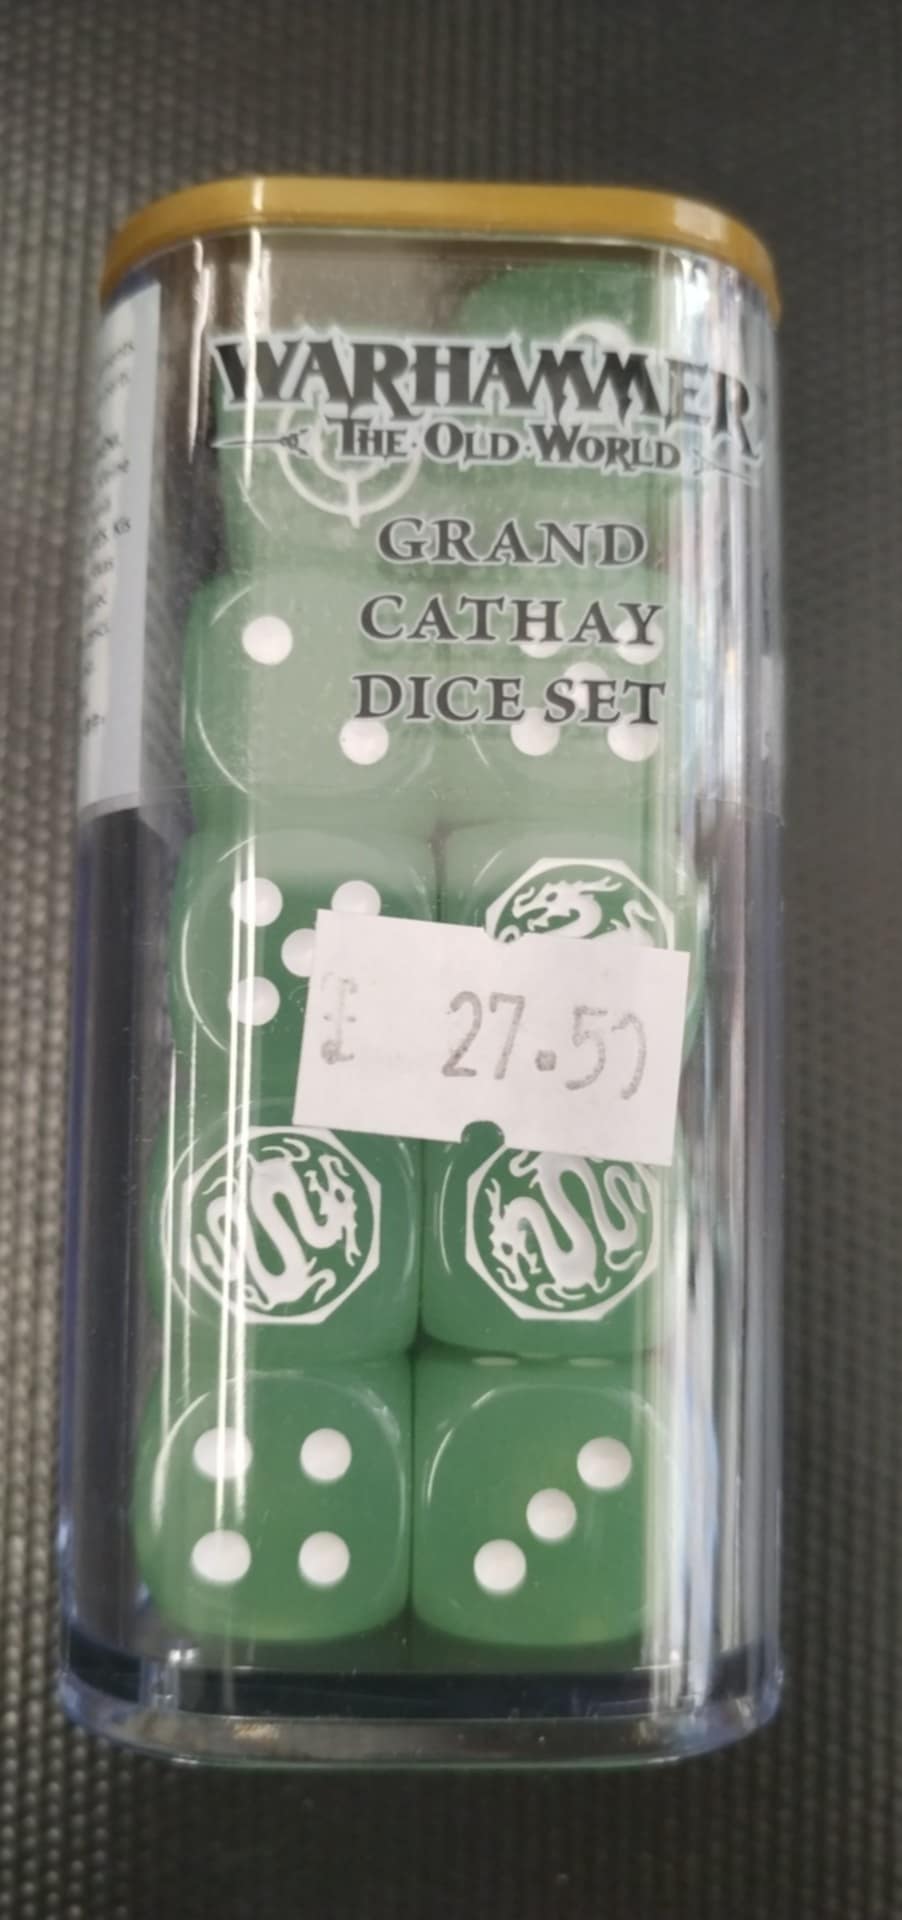 WARHAMMER
THE OLD WORLD
GRAND
CATHAY
DICE SET
£ 27.50